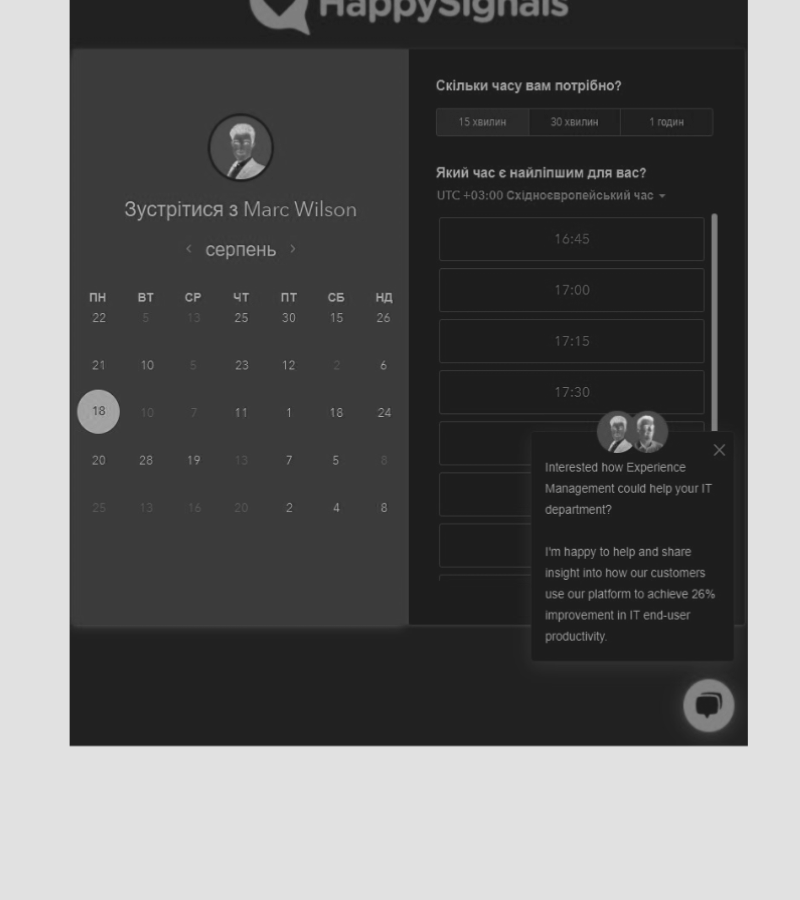 HappySignals
Зустрітися з Marc Wilson
‹ серпень ›
ПН ВТ СР ЧТ ПТ СБ НД
22 5 13 25 30 15 26
21 10 5 23 12 2 6
18 10 7 11 1 18 24
20 28 19 13 7 5 8
25 13 16 20 2 4 8
Скільки часу вам потрібно?
15 хвилин 30 хвилин 1 годин
Який час є найліпшим для вас?
UTC +03:00 Східноєвропейський час
16:45
17:00
17:15
17:30
Interested how Experience
Management could help your IT
department?
I'm happy to help and share
insight into how our customers
use our platform to achieve 26%
improvement in IT end-user
productivity.